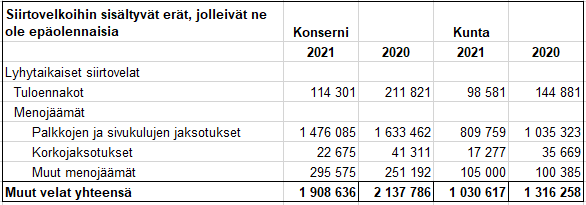 Siirtovelkoihin sisältyvät erät, jolleivät ne
ole epäolennaisia Konserni Kunta
2021 2020 2021 2020
Lyhytaikaiset siirtovelat
Tuloennakot 114 301 211 821 98 581 144 881
Menojäämät
Palkkojen ja sivukulujen jaksotukset 1 476 085 1 633 462 809 759 1 035 323
Korkojaksotukset 22 675 41 311 17 277 35 669
Muut menojäämät 295 575 251 192 105 000 100 385
Muut velat yhteensä 1 908 636 2 137 786 1 030 617 1 316 258